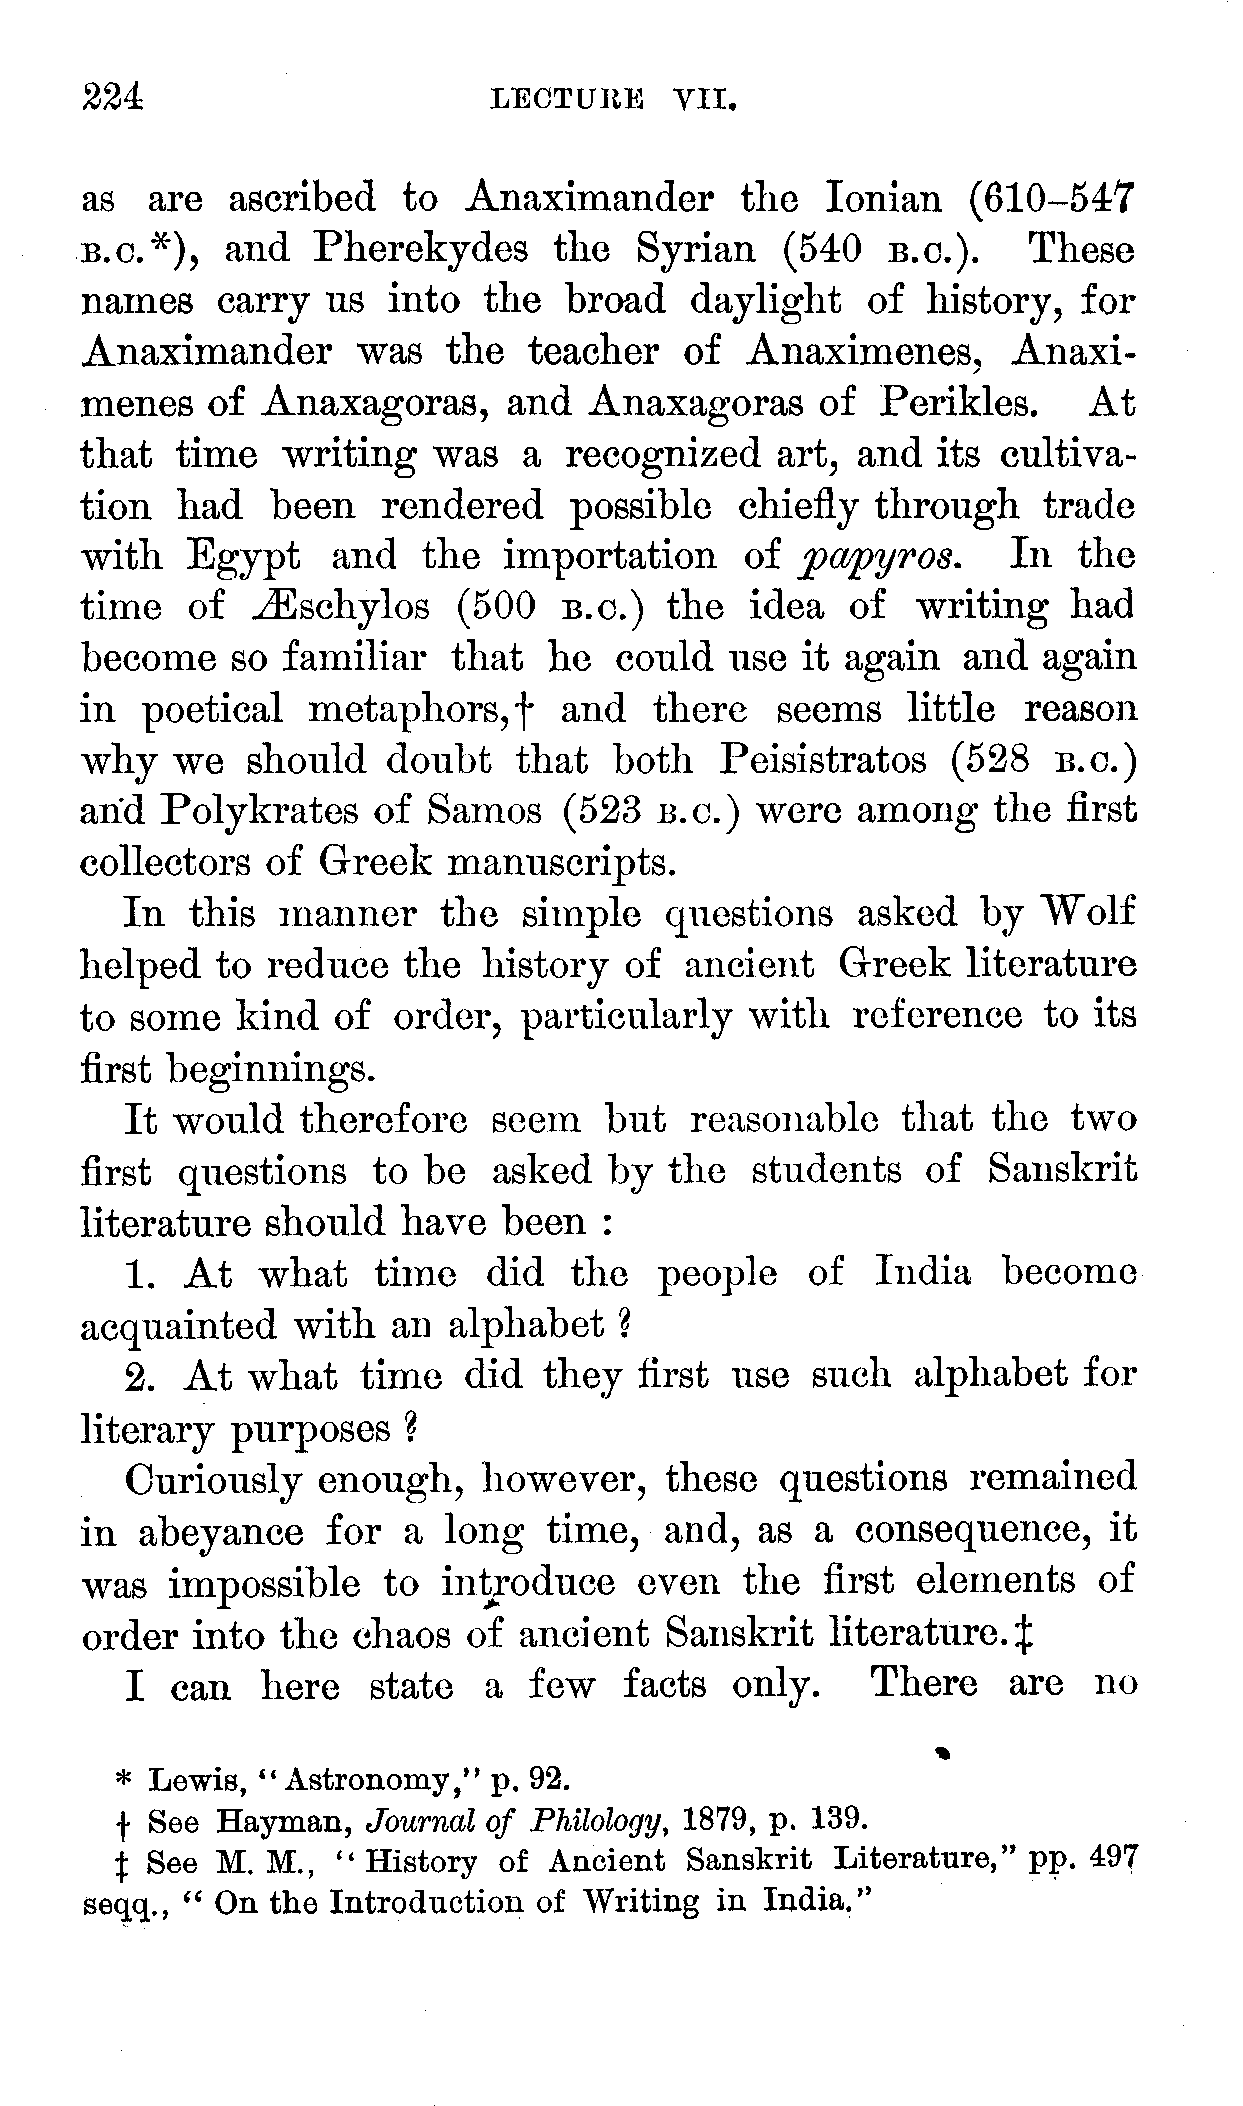 224 LECTURE VII.
as are ascribed to Anaximander the Ionian (610–547
B.C.*), and Pherekydes the Syrian (540 B.C.). These
names carry us into the broad daylight of history, for
Anaximander was the teacher of Anaximenes, Anaxi-
menes of Anaxagoras, and Anaxagoras of Perikles. At
that time writing was a recognized art, and its cultiva-
tion had been rendered possible chiefly through trade
with Egypt and the importation of papyros. In the
time of Æschylos (500 B.C.) the idea of writing had
become so familiar that he could use it again and again
in poetical metaphors,† and there seems little reason
why we should doubt that both Peisistratos (528 B.C.)
and Polykrates of Samos (523 B.C.) were among the first
collectors of Greek manuscripts.
In this manner the simple questions asked by Wolf
helped to reduce the history of ancient Greek literature
to some kind of order, particularly with reference to its
first beginnings.
It would therefore seem but reasonable that the two
first questions to be asked by the students of Sanskrit
literature should have been :
1. At what time did the people of India become
acquainted with an alphabet ?
2. At what time did they first use such alphabet for
literary purposes ?
Curiously enough, however, these questions remained
in abeyance for a long time, and, as a consequence, it
was impossible to introduce even the first elements of
order into the chaos of ancient Sanskrit literature.‡
I can here state a few facts only. There are no
* Lewis, “Astronomy,” p. 92.
† See Hayman, Journal of Philology, 1879, p. 139.
‡ See M. M., “History of Ancient Sanskrit Literature,” pp. 497
seqq., “On the Introduction of Writing in India.”